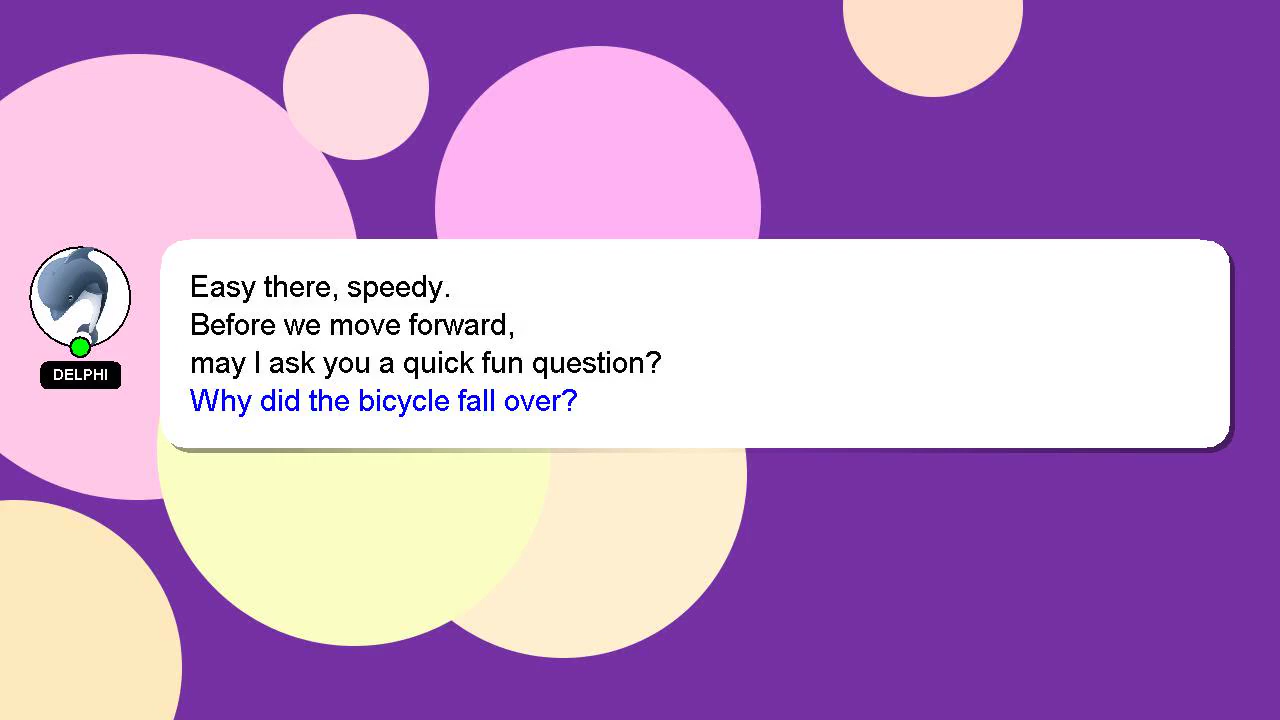 Easy there, speedy.
Before we move forward,
may I ask you a quick fun question?
Why did the bicycle fall over?
DELPHI